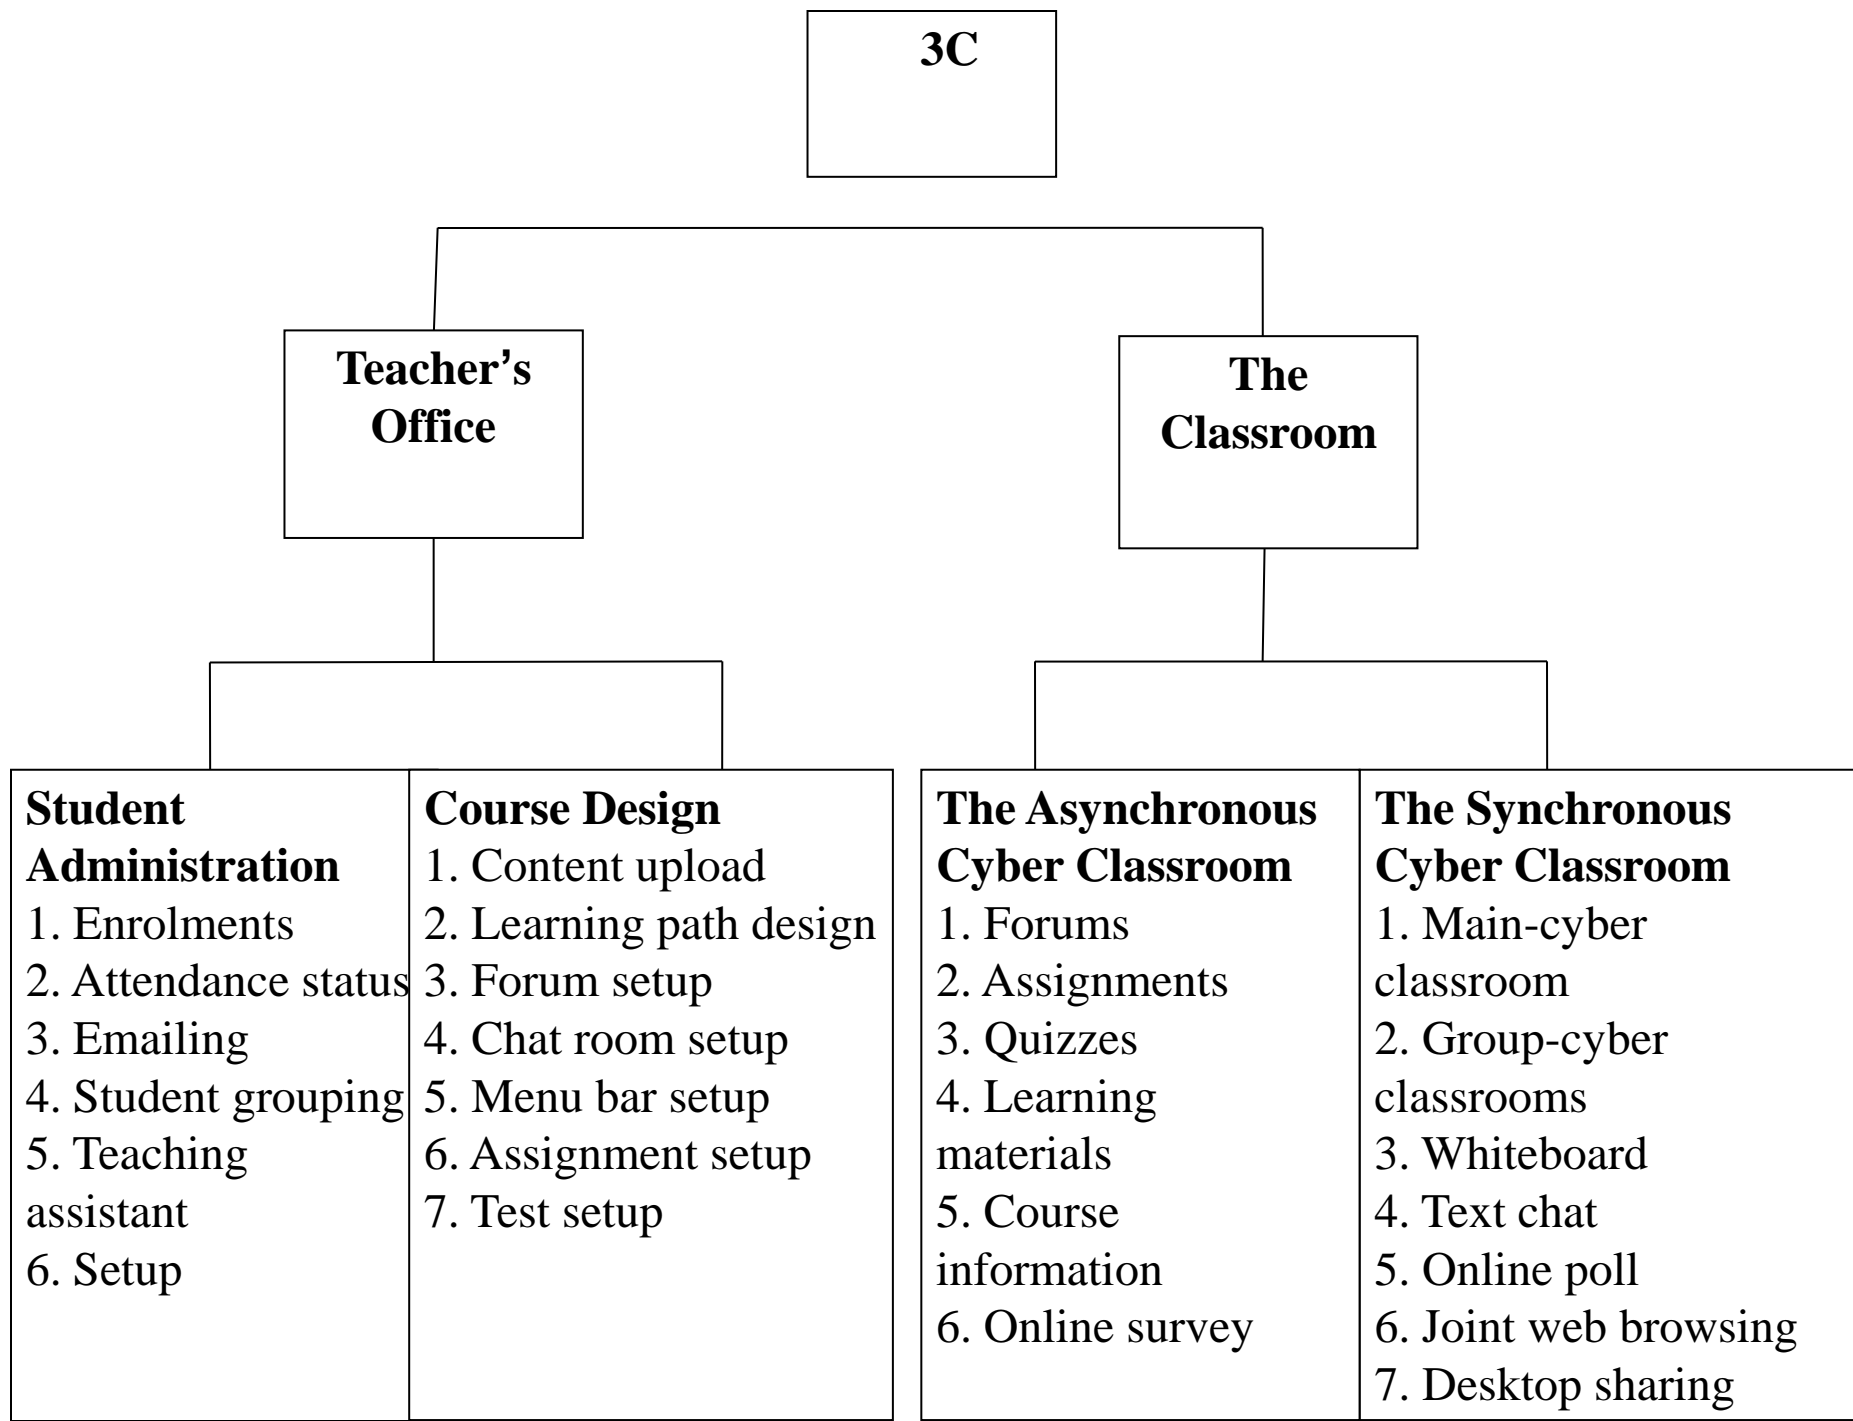 3C
Teacher’s
Office
The
Classroom
Student
Administration
1. Enrolments
2. Attendance status
3. Emailing
4. Student grouping
5. Teaching
assistant
6. Setup
Course Design
1. Content upload
2. Learning path design
3. Forum setup
4. Chat room setup
5. Menu bar setup
6. Assignment setup
7. Test setup
The Asynchronous
Cyber Classroom
1. Forums
2. Assignments
3. Quizzes
4. Learning
materials
5. Course
information
6. Online survey
The Synchronous
Cyber Classroom
1. Main-cyber
classroom
2. Group-cyber
classrooms
3. Whiteboard
4. Text chat
5. Online poll
6. Joint web browsing
7. Desktop sharing